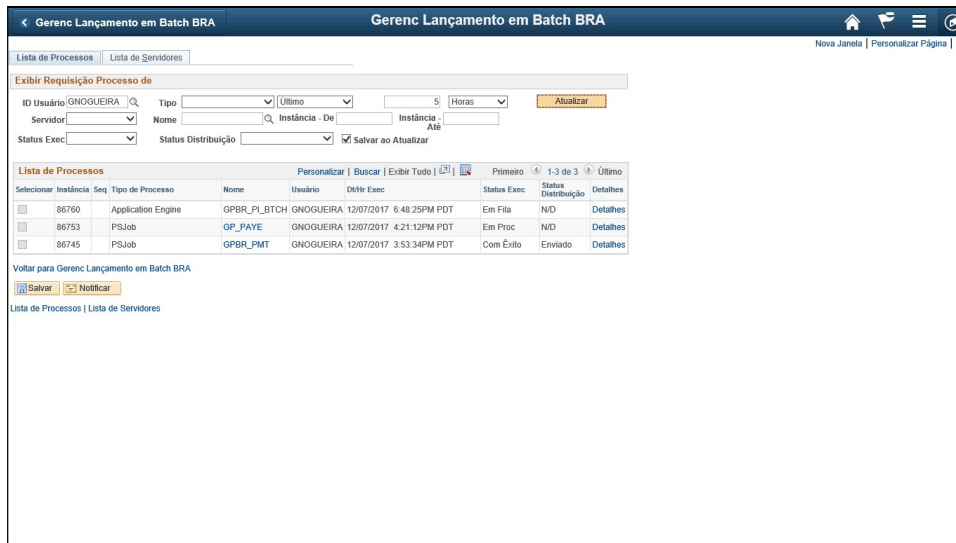 Gerenc Lançamento em Batch BRA
Gerenc Lançamento em Batch BRA
Nova Janela | Personalizar Página |
Lista de Processos Lista de Servidores
Exibir Requisição Processo de
ID Usuário GNOGUEIRA Tipo Último 5 Horas Atualizar
Servidor Nome Instância - De Instância - Até
Status Exec Status Distribuição Salvar ao Atualizar
Lista de Processos Personalizar | Buscar | Exibir Tudo | | Primeiro 1-3 de 3 Último
Selecionar Instância Seq Tipo de Processo Nome Usuário Dt/Hr Exec Status Exec Status Distribuição Detalhes
86760 Application Engine GPBR_PI_BTCH GNOGUEIRA 12/07/2017 6:48:25PM PDT Em Fila N/D Detalhes
86753 PSJob GP_PAYE GNOGUEIRA 12/07/2017 4:21:12PM PDT Em Proc N/D Detalhes
86745 PSJob GPBR_PMT GNOGUEIRA 12/07/2017 3:53:34PM PDT Com Êxito Enviado Detalhes
Voltar para Gerenc Lançamento em Batch BRA
Salvar Notificar
Lista de Processos | Lista de Servidores